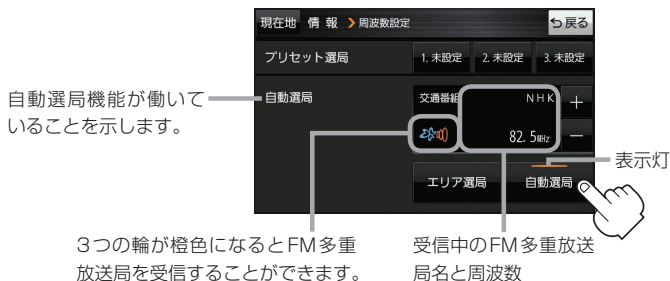 現在地 情報 > 周波数設定
戻る
プリセット選局
1. 未設定 2. 未設定 3. 未設定
自動選局機能が働いて
いることを示します。
自動選局
交通番組
NHK
+
82. 5MHz
−
表示灯
エリア選局
自動選局
3つの輪が橙色になるとFM多重
放送局を受信することができます。
受信中のFM多重放送
局名と周波数